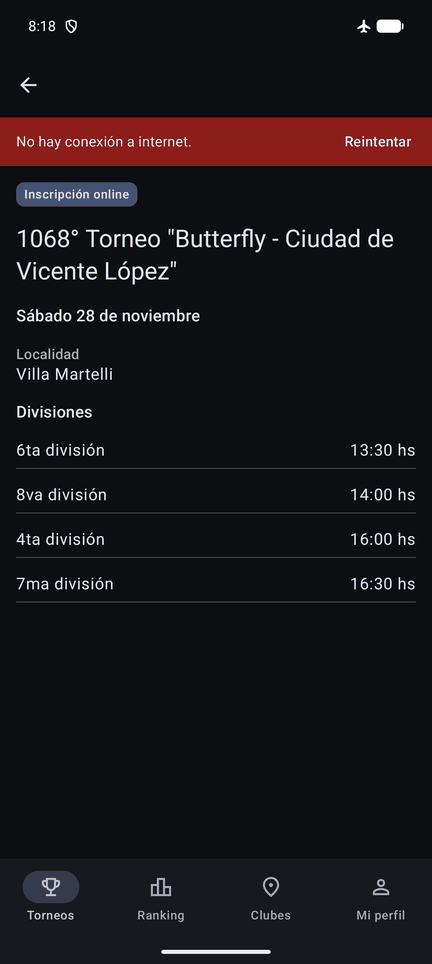 8:18
No hay conexión a internet. Reintentar
Inscripción online
1068° Torneo "Butterfly - Ciudad de
Vicente López"
Sábado 28 de noviembre
Localidad
Villa Martelli
Divisiones
6ta división 13:30 hs
8va división 14:00 hs
4ta división 16:00 hs
7ma división 16:30 hs
Torneos Ranking Clubes Mi perfil